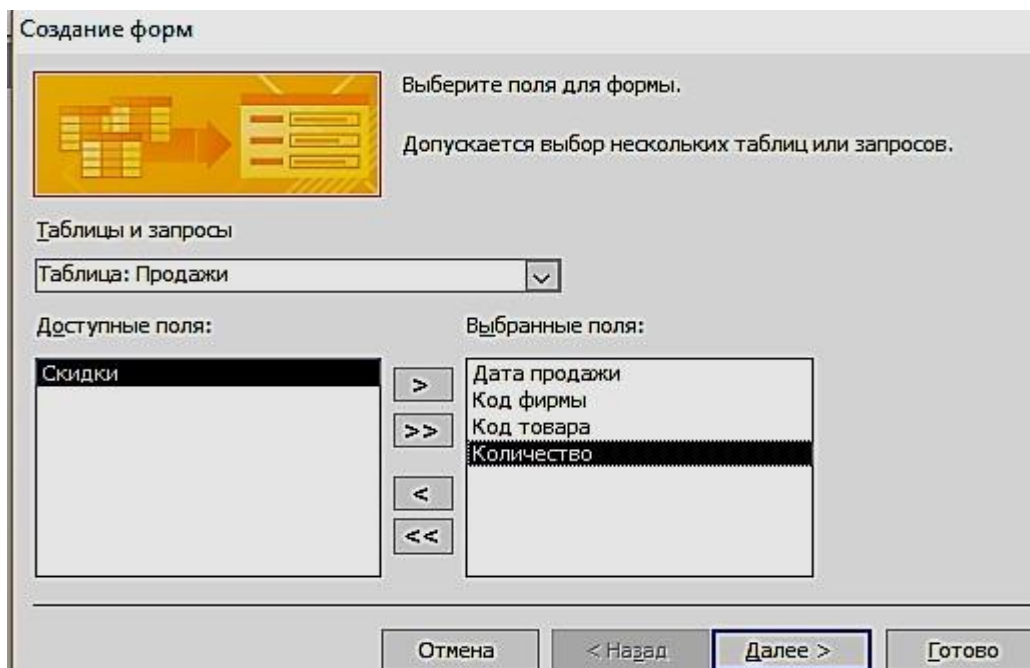 Создание форм
Выберите поля для формы.
Допускается выбор нескольких таблиц или запросов.
Таблицы и запросы
Таблица: Продажи
Доступные поля:
Выбранные поля:
Скидки
Дата продажи
Код фирмы
Код товара
Количество
>
>>
<
<<
Отмена
< Назад
Далее >
Готово